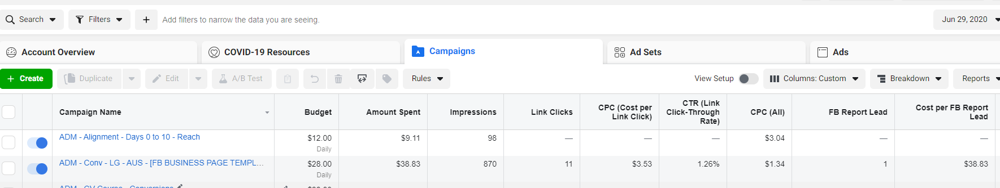 Search Filters + Add filters to narrow the data you are seeing. Jun 29, 2020
Account Overview COVID-19 Resources Campaigns Ad Sets Ads
+ Create Duplicate Edit A/B Test Rules View Setup Columns: Custom Breakdown Reports
Campaign Name Budget Amount Spent Impressions Link Clicks CPC (Cost per Link Click) CTR (Link Click-Through Rate) CPC (All) FB Report Lead Cost per FB Report Lead
ADM - Alignment - Days 0 to 10 - Reach $12.00 $9.11 98 — — — $3.04 — —
Daily
ADM - Conv - LG - AUS - [FB BUSINESS PAGE TEMPL... $28.00 $38.83 870 11 $3.53 1.26% $1.34 1 $38.83
Daily
ADM - CV Course - Conversions